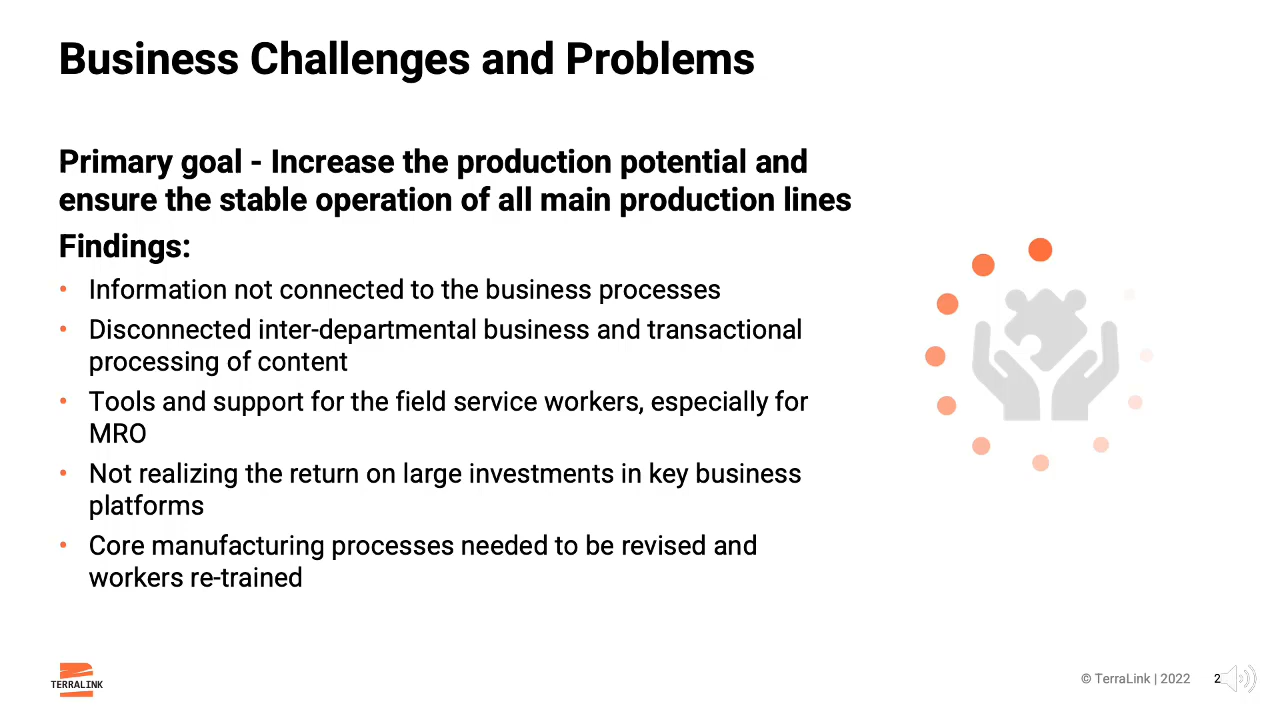 Business Challenges and Problems
Primary goal - Increase the production potential and
ensure the stable operation of all main production lines
Findings:
• Information not connected to the business processes
• Disconnected inter-departmental business and transactional
processing of content
• Tools and support for the field service workers, especially for
MRO
• Not realizing the return on large investments in key business
platforms
• Core manufacturing processes needed to be revised and
workers re-trained
TERRALINK
© TerraLink | 2022 2